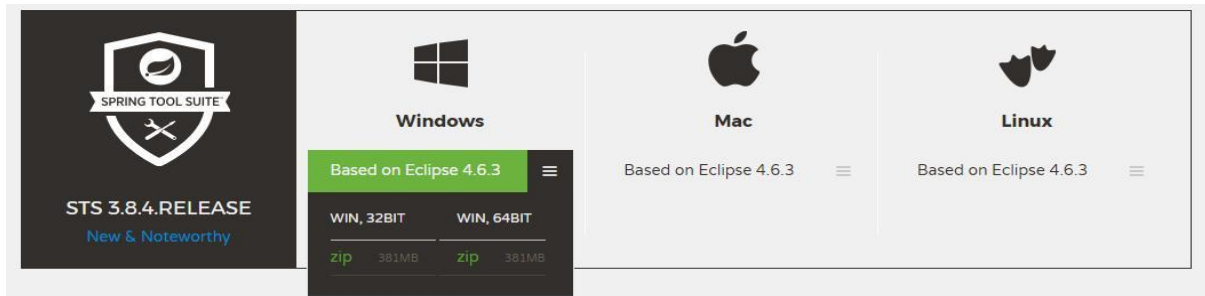 SPRING TOOL SUITE
STS 3.8.4.RELEASE
New & Noteworthy
Windows
Based on Eclipse 4.6.3
WIN, 32BIT WIN, 64BIT
zip 381MB zip 381MB
Mac
Based on Eclipse 4.6.3
Linux
Based on Eclipse 4.6.3